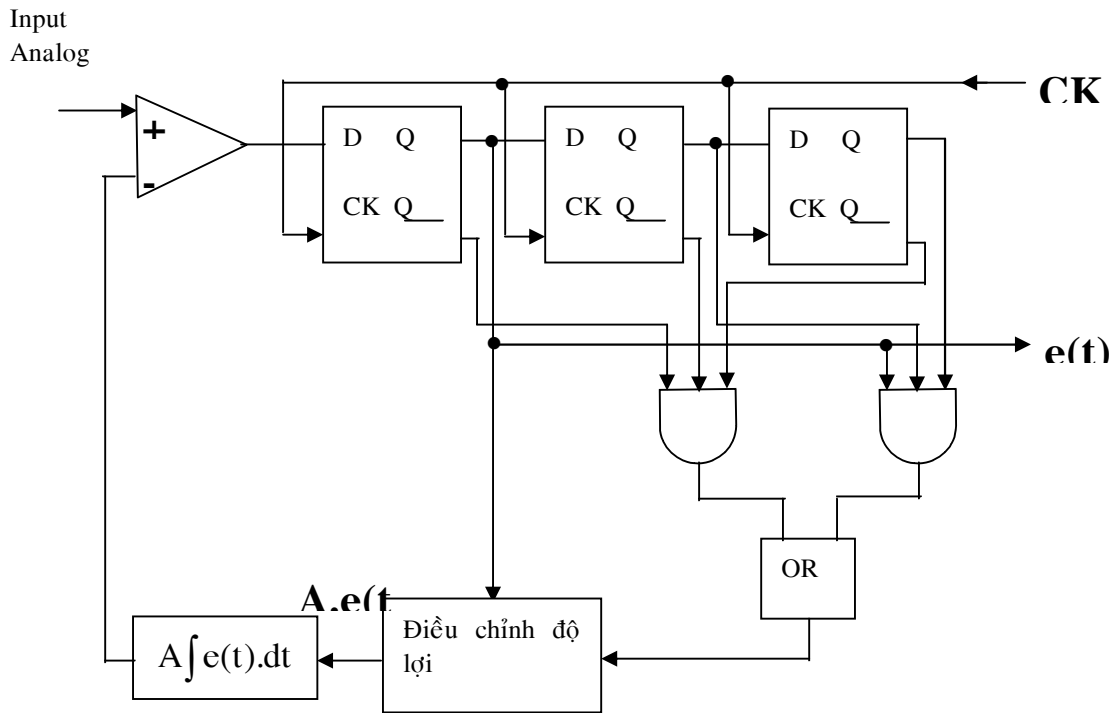 Input
Analog
CK
+
-
D Q
CK Q
D Q
CK Q
D Q
CK Q
e(t)
OR
A.e(t
Điều chỉnh độ
lợi
A∫e(t).dt